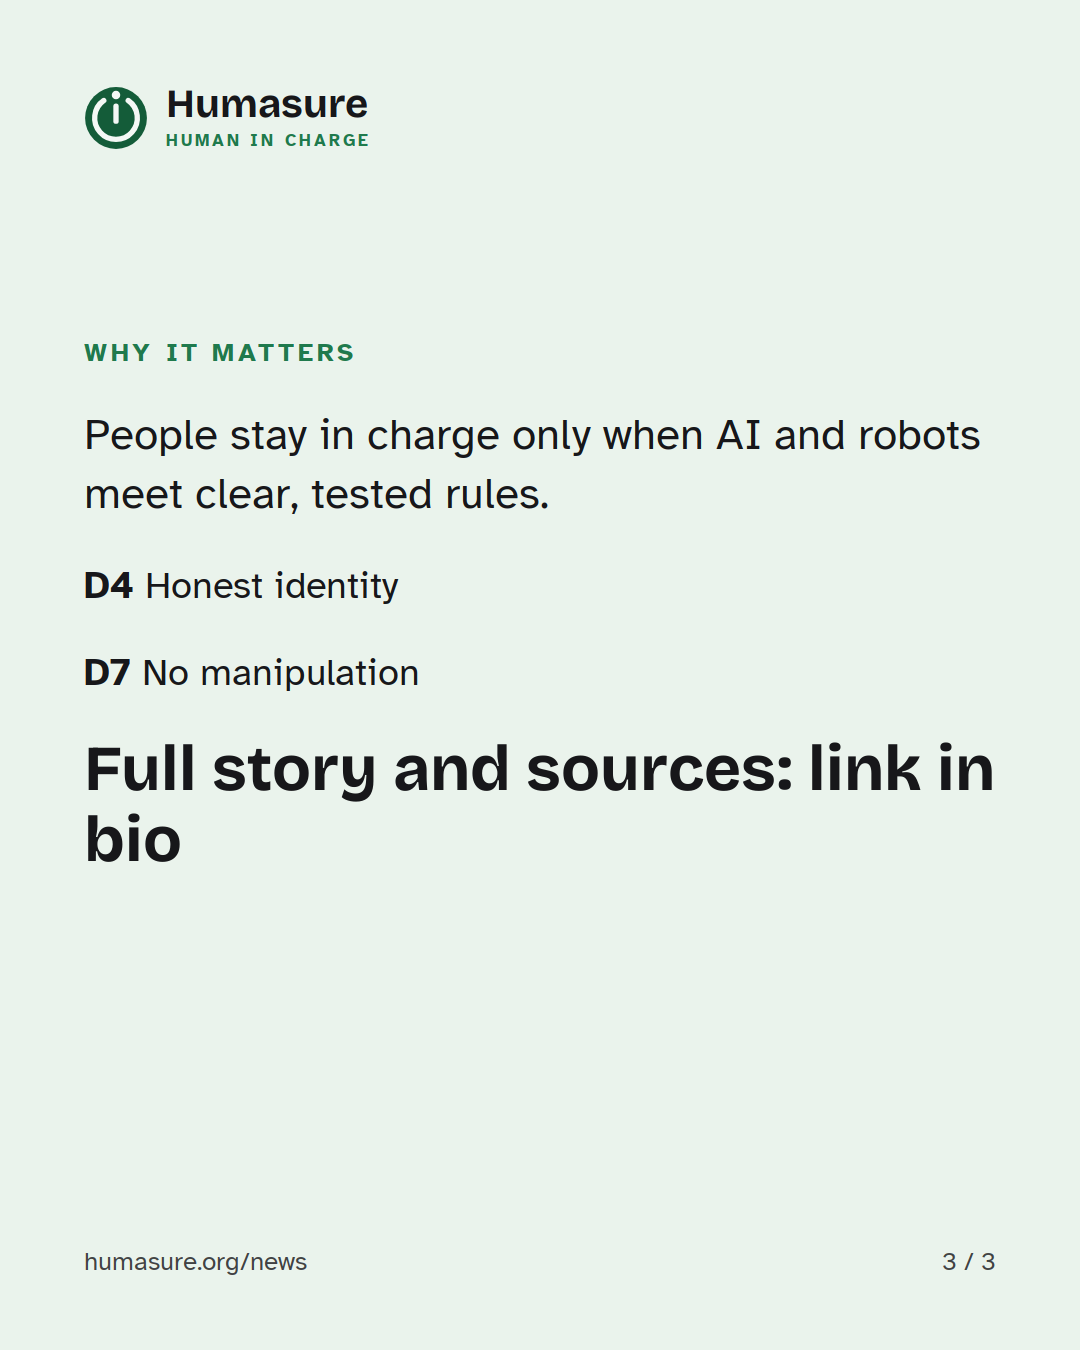 Humasure
HUMAN IN CHARGE
WHY IT MATTERS
People stay in charge only when AI and robots
meet clear, tested rules.
D4 Honest identity
D7 No manipulation
Full story and sources: link in
bio
humasure.org/news
3 / 3